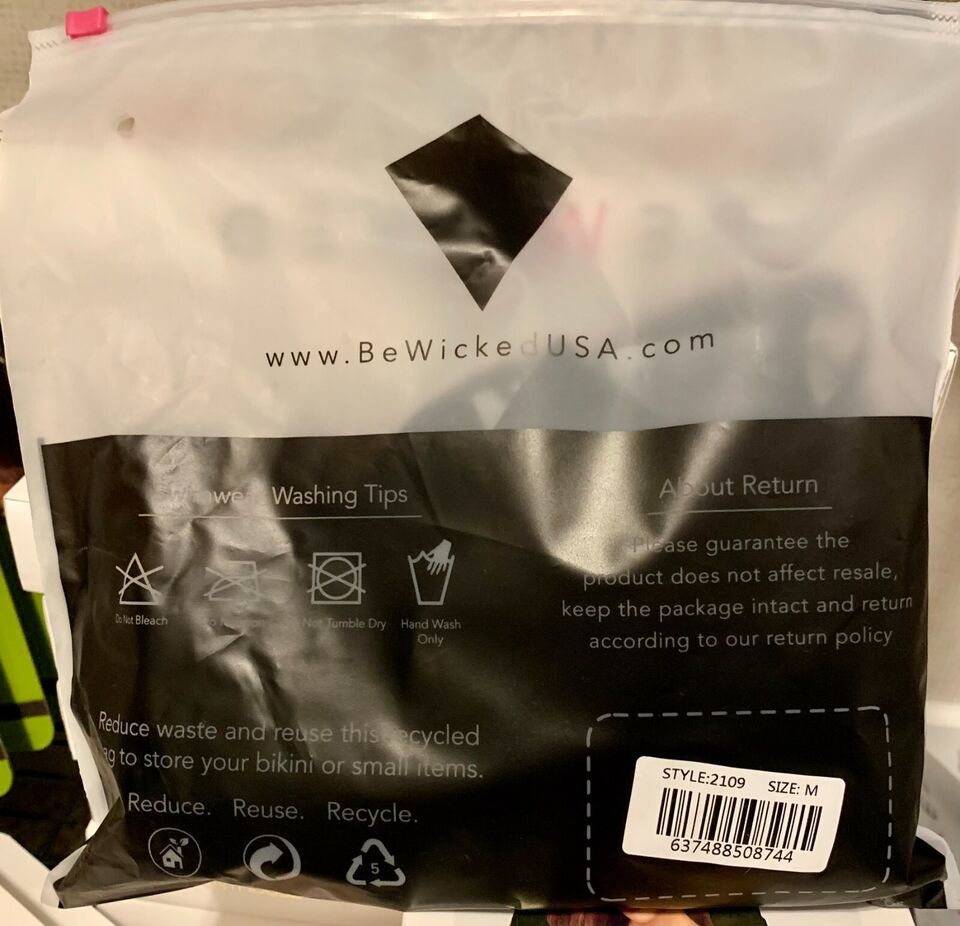 www.BeWickedUSA.com
Washing Tips
Do Not Bleach
Not Tumble Dry
Hand Wash
Only
About Return
Please guarantee the
product does not affect resale,
keep the package intact and return
according to our return policy
Reduce waste and reuse this recycled
to store your bikini or small items.
Reduce. Reuse. Recycle.
5
STYLE:2109 SIZE: M
637488508744